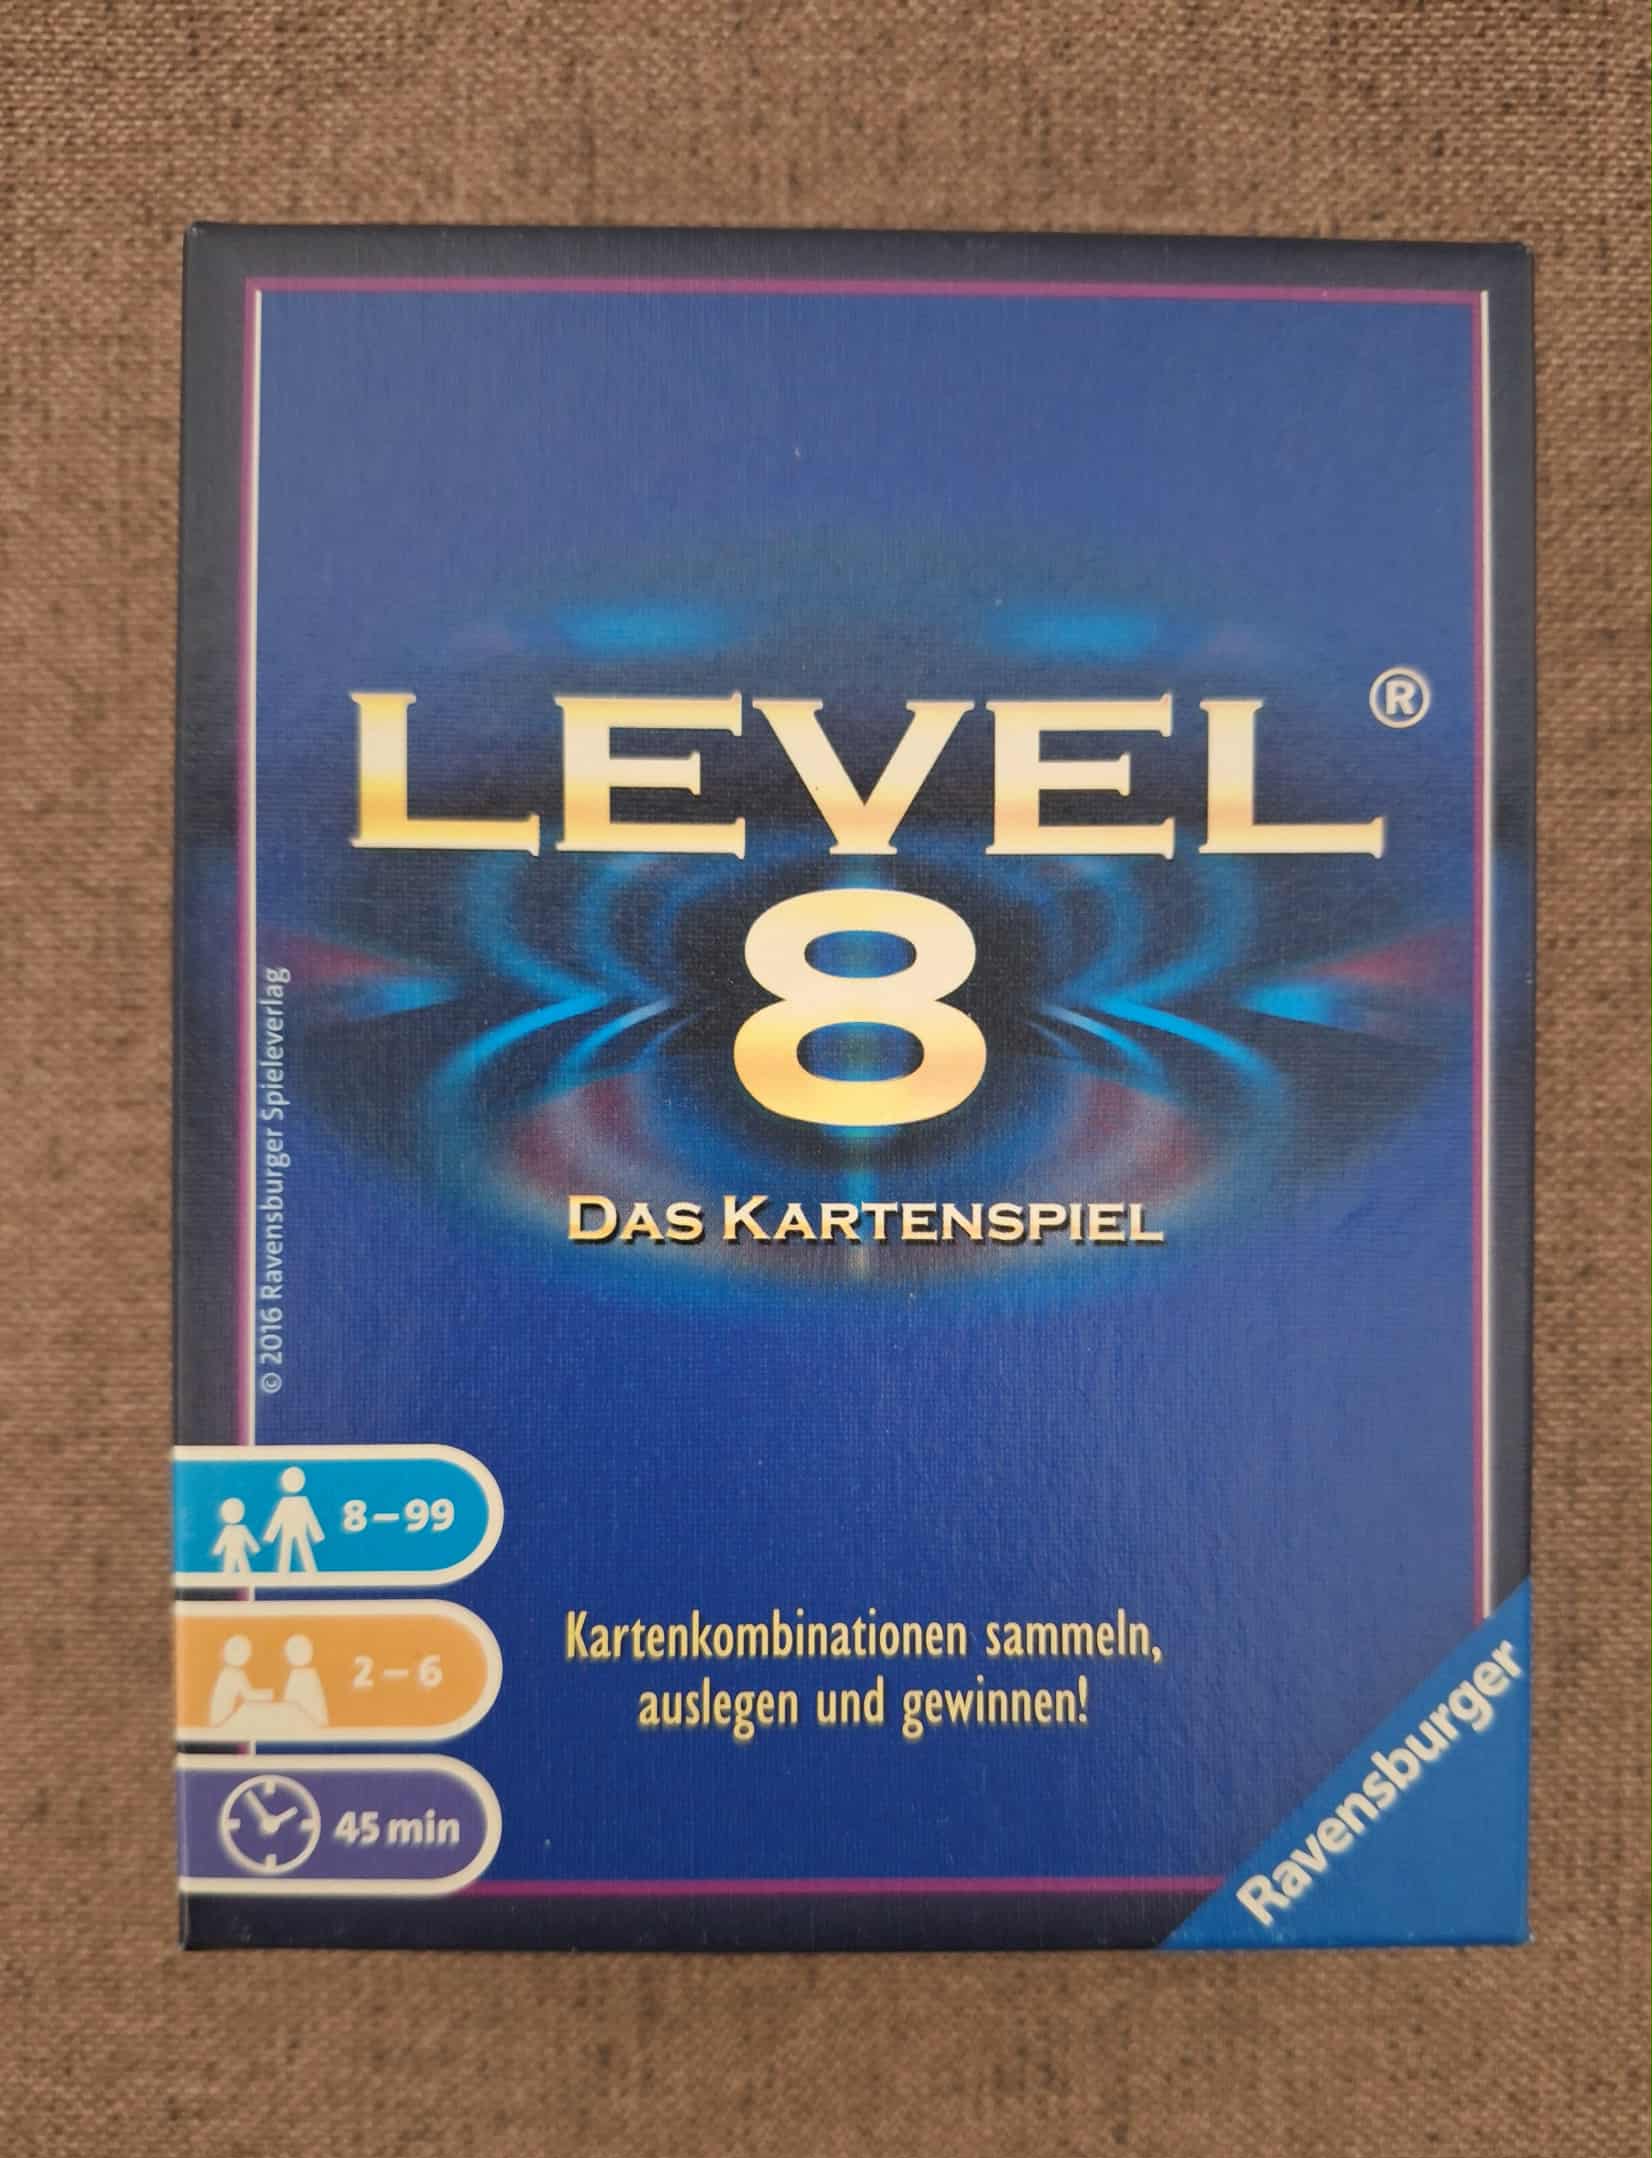 LEVEL®
8
DAS KARTENSPIEL
© 2016 Ravensburger Spieleverlag
8–99
2–6
45 min
Kartenkombinationen sammeln,
auslegen und gewinnen!
Ravensburger